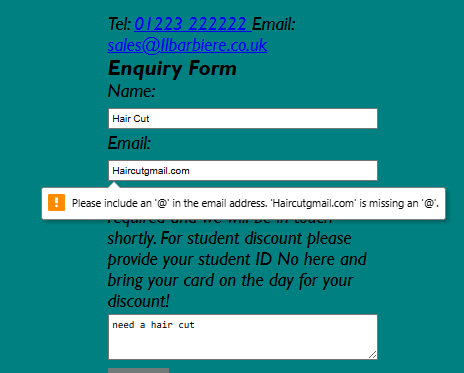 Tel: 01223 222222 Email:
sales@llbarbiere.co.uk
Enquiry Form
Name:
Hair Cut
Email:
Haircutgmail.com
Please include an '@' in the email address. 'Haircutgmail.com' is missing an '@'.
required and we will be in touch
shortly. For student discount please
provide your student ID No here and
bring your card on the day for your
discount!
need a hair cut